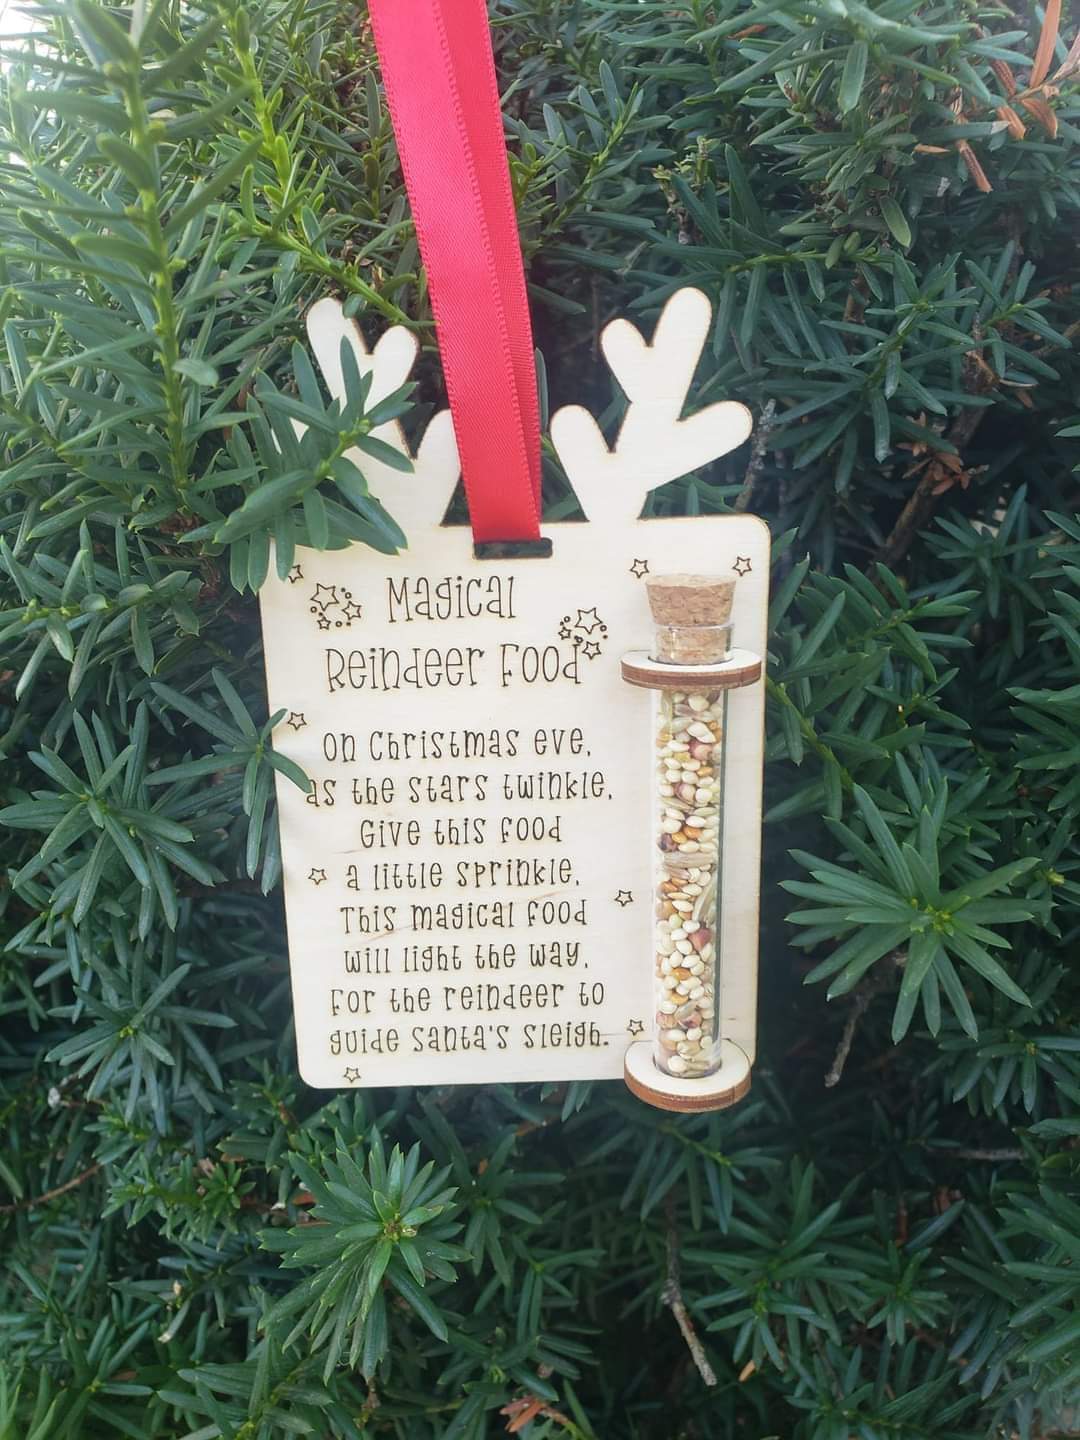 Magical
Reindeer Food
On Christmas eve,
as the stars twinkle,
Give this food
a little sprinkle.
This magical food
will light the way,
For the reindeer to
guide Santa's sleigh.